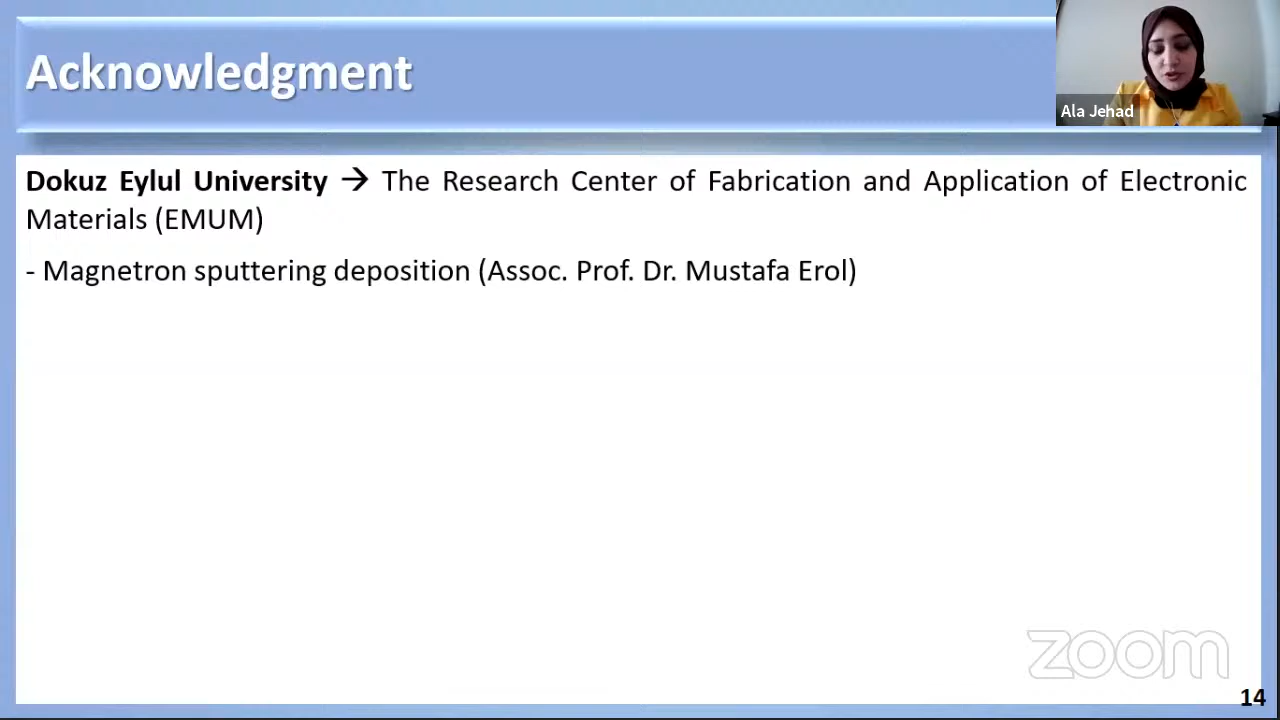 Acknowledgment
Ala Jehad
Dokuz Eylul University → The Research Center of Fabrication and Application of Electronic
Materials (EMUM)
- Magnetron sputtering deposition (Assoc. Prof. Dr. Mustafa Erol)
zoom
14